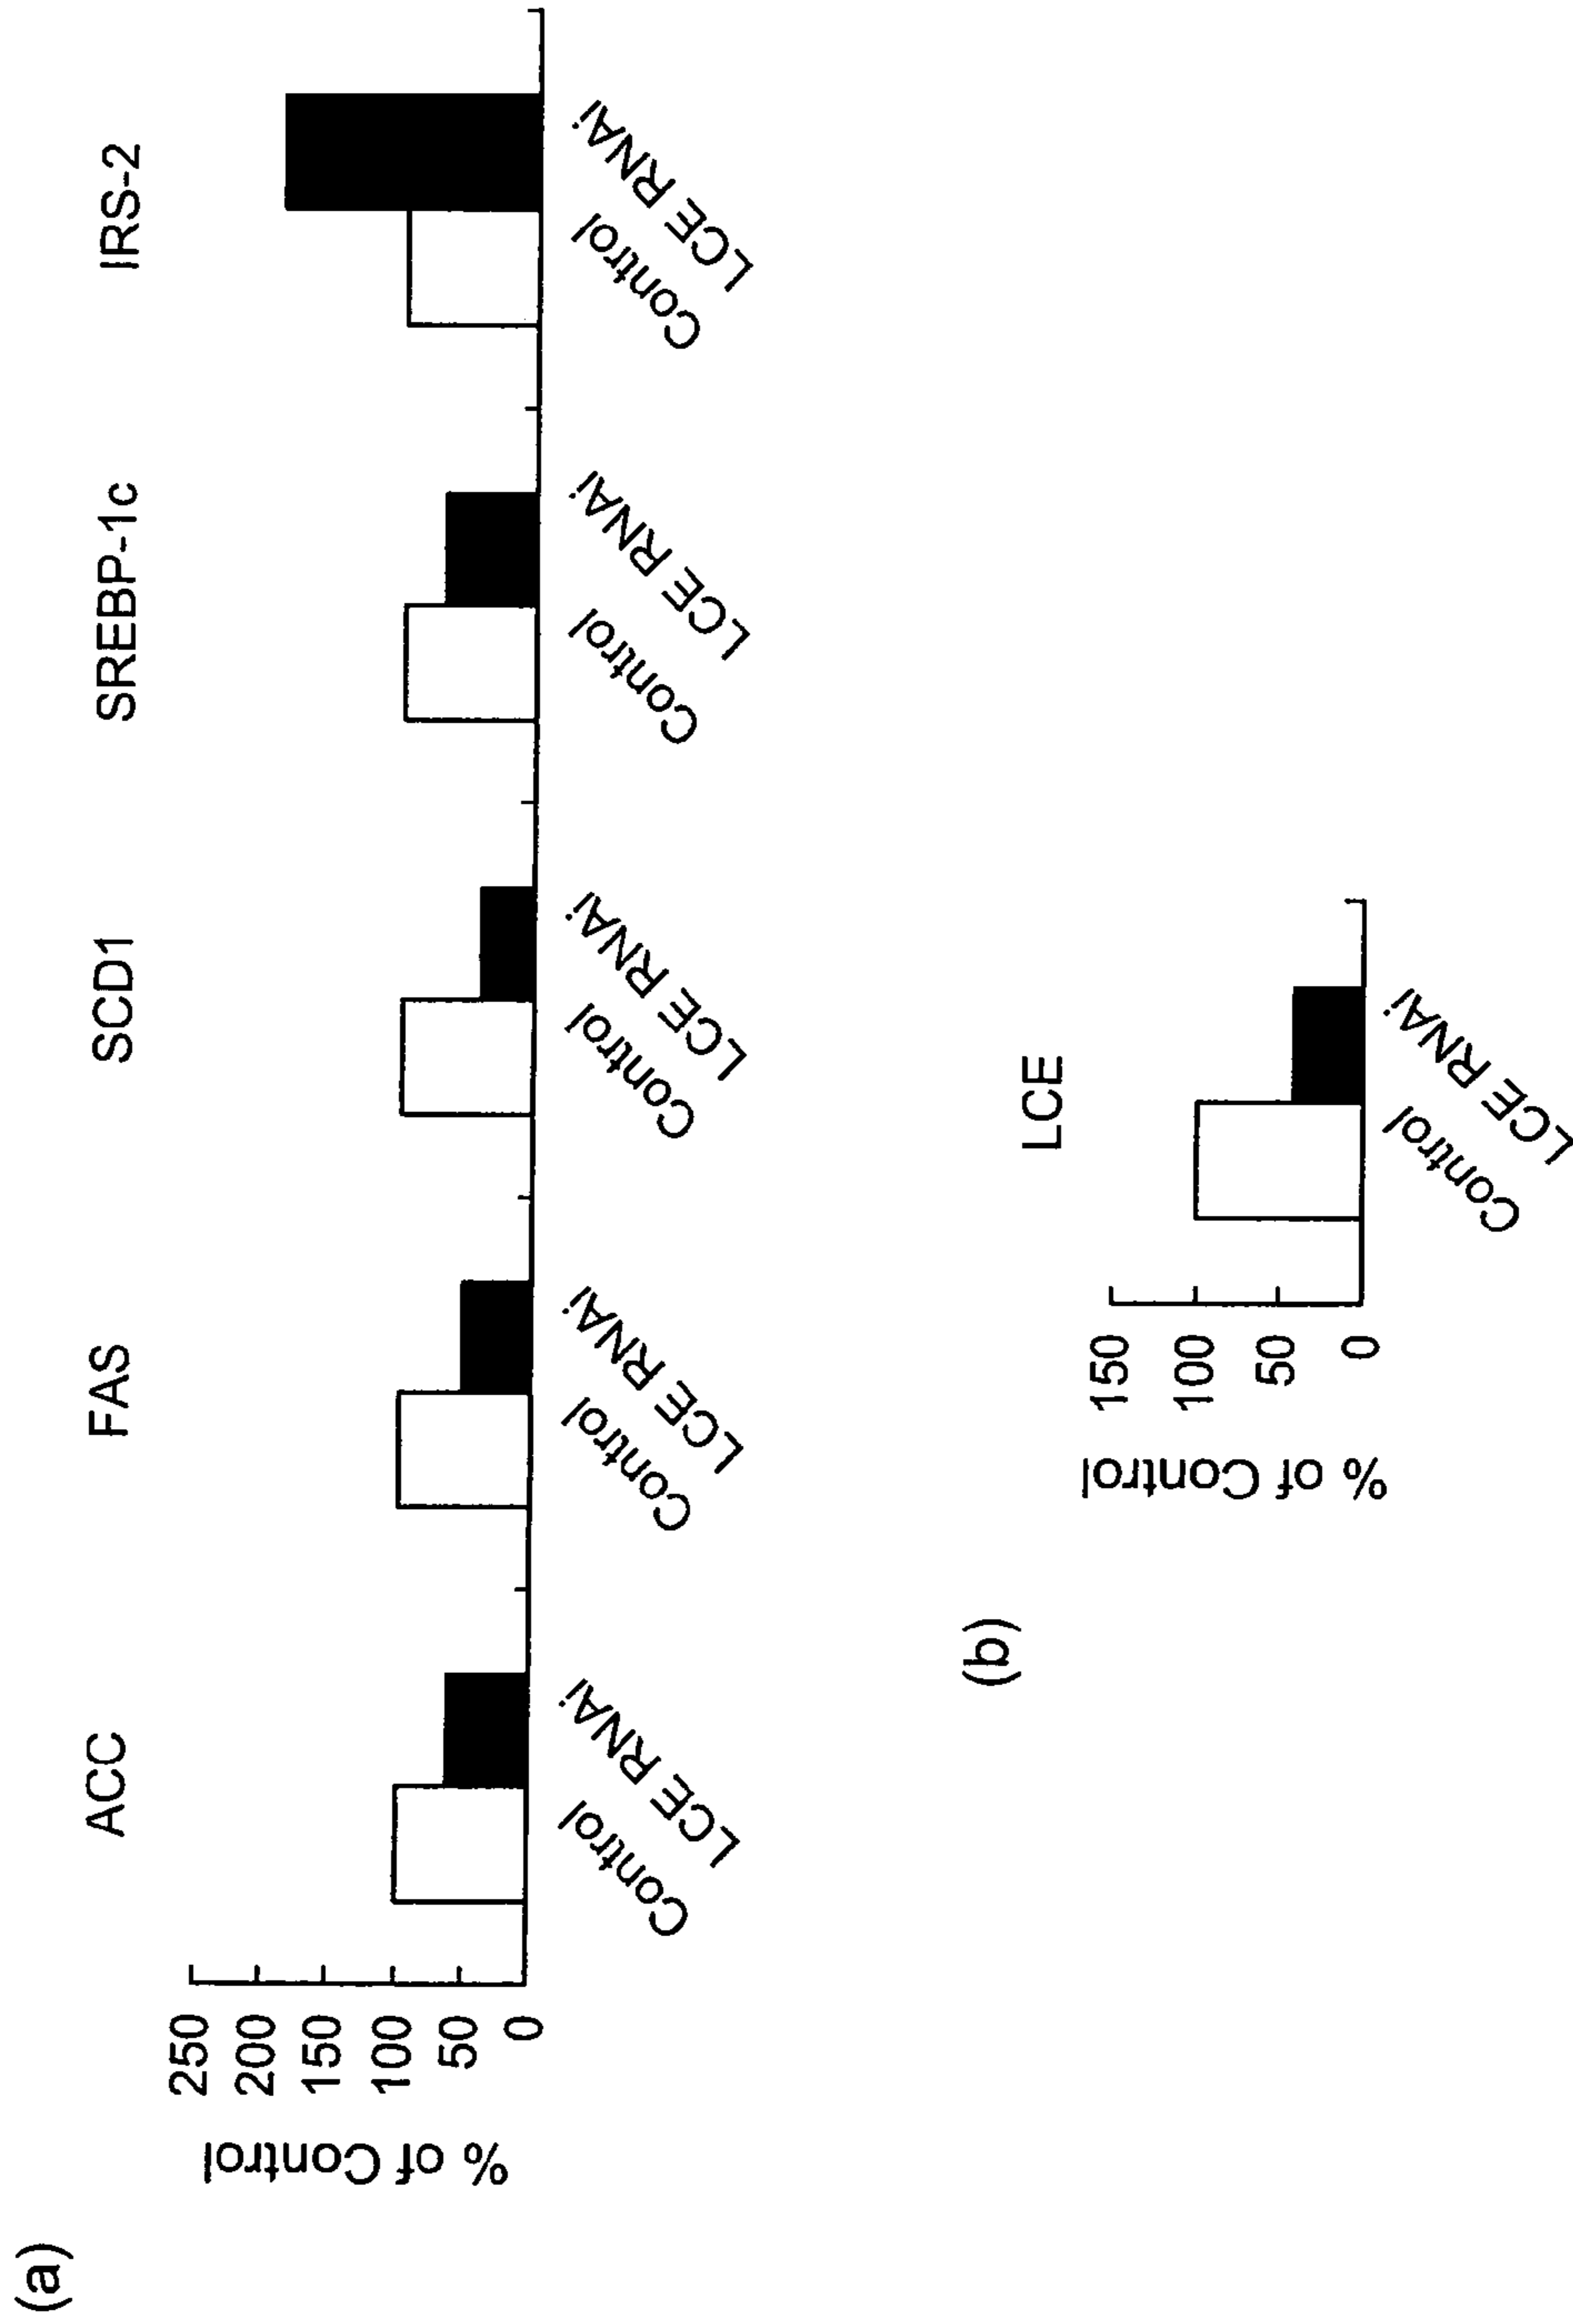 (a)
ACC FAS SCD1 SREBP-1c IRS-2
% of Control
250
200
150
100
50
0
Control LCE RNAi Control LCE RNAi Control LCE RNAi Control LCE RNAi Control LCE RNAi
(b)
LCE
% of Control
150
100
50
0
Control LCE RNAi